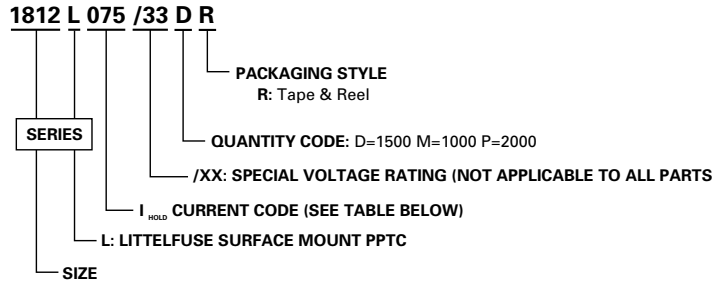 1812 L 075 /33 D R
PACKAGING STYLE
R: Tape & Reel
SERIES
QUANTITY CODE: D=1500 M=1000 P=2000
/XX: SPECIAL VOLTAGE RATING (NOT APPLICABLE TO ALL PARTS
I HOLD CURRENT CODE (SEE TABLE BELOW)
L: LITTELFUSE SURFACE MOUNT PPTC
SIZE